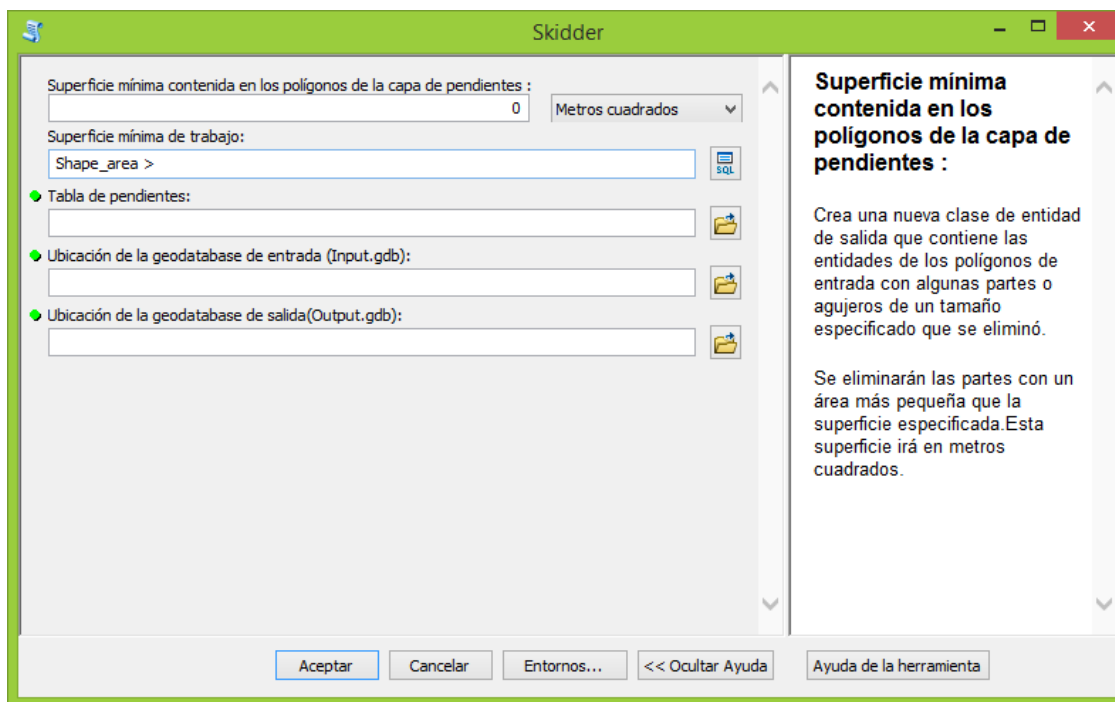 Skidder
Superficie mínima contenida en los polígonos de la capa de pendientes :
0
Metros cuadrados
Superficie mínima de trabajo:
Shape_area >
SQL
Tabla de pendientes:
Ubicación de la geodatabase de entrada (Input.gdb):
Ubicación de la geodatabase de salida(Output.gdb):
Superficie mínima
contenida en los
polígonos de la capa de
pendientes :
Crea una nueva clase de entidad
de salida que contiene las
entidades de los polígonos de
entrada con algunas partes o
agujeros de un tamaño
especificado que se eliminó.
Se eliminarán las partes con un
área más pequeña que la
superficie especificada.Esta
superficie irá en metros
cuadrados.
Aceptar
Cancelar
Entornos...
<< Ocultar Ayuda
Ayuda de la herramienta